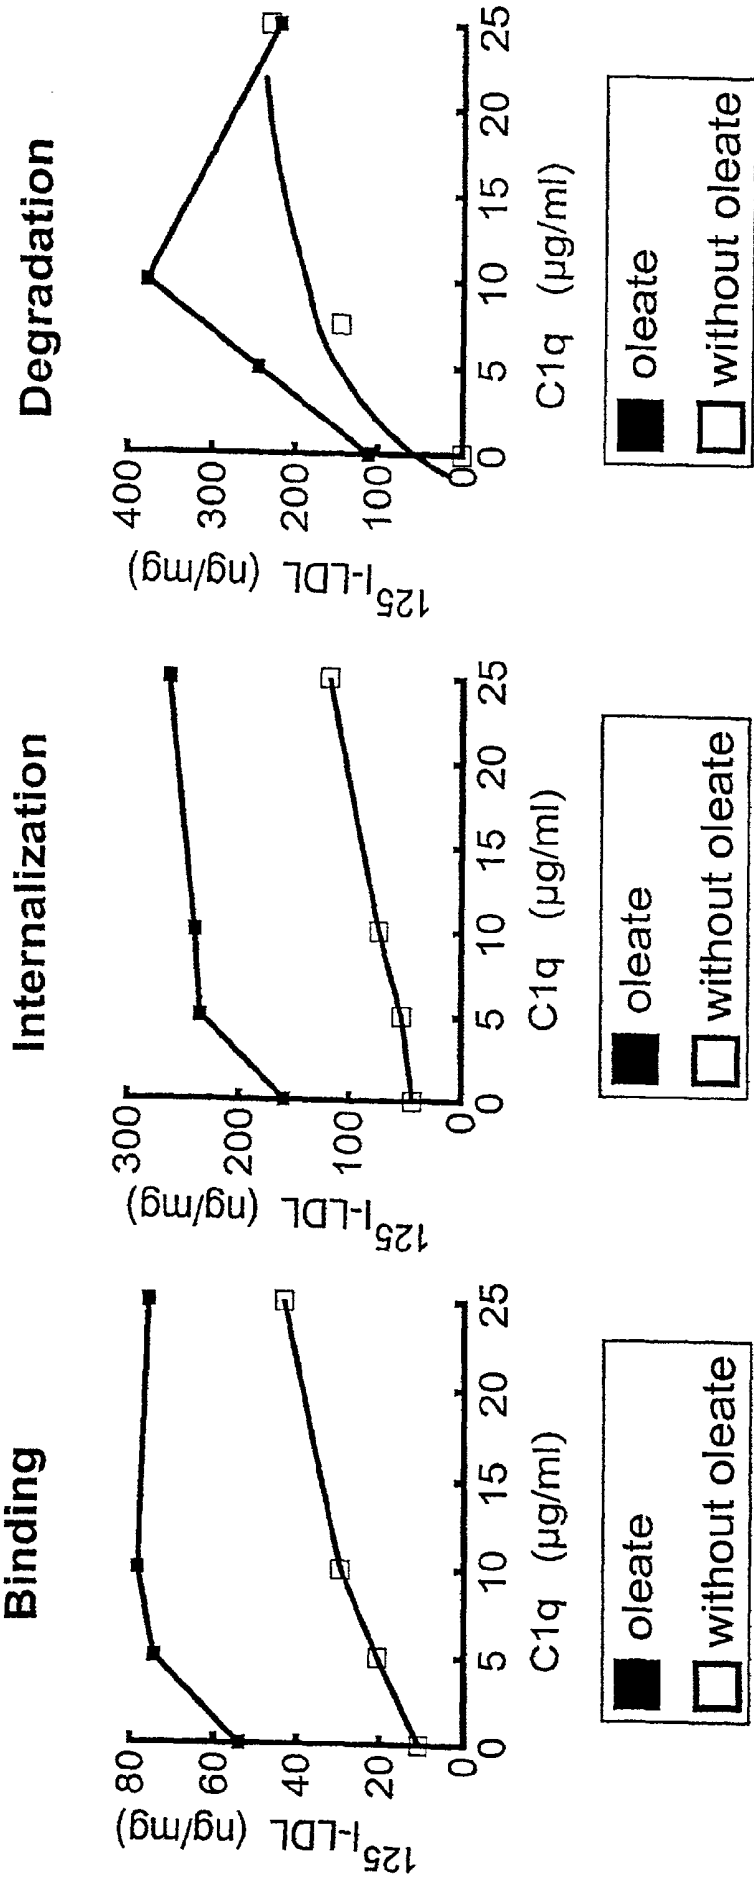 Binding
125I-LDL (ng/mg)
80
60
40
20
0
0 5 10 15 20 25
C1q (µg/ml)
oleate
without oleate
Internalization
125I-LDL (ng/mg)
300
200
100
0
0 5 10 15 20 25
C1q (µg/ml)
oleate
without oleate
Degradation
125I-LDL (ng/mg)
400
300
200
100
0
0 5 10 15 20 25
C1q (µg/ml)
oleate
without oleate